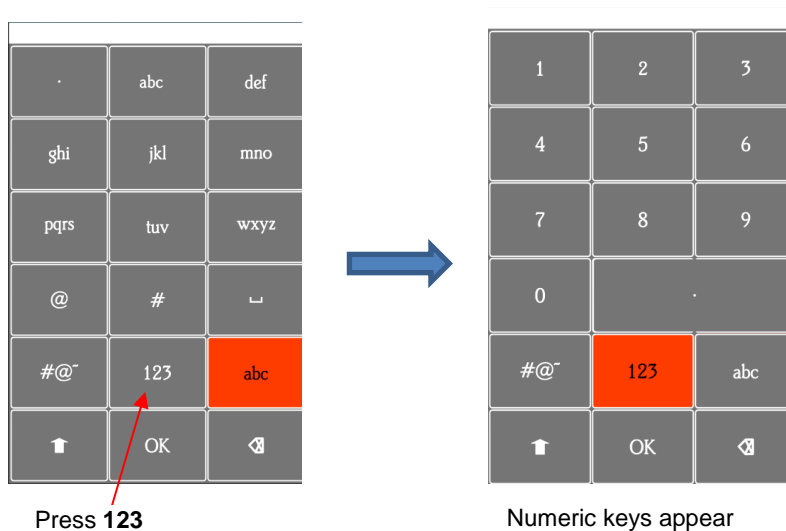 · abc def
ghi jkl mno
pqrs tuv wxyz
@ # ⎵
#@˜ 123 abc
OK
Press 123
1 2 3
4 5 6
7 8 9
0 ·
#@˜ 123 abc
OK
Numeric keys appear